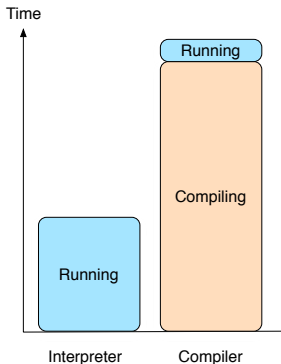 Time
Running
Compiling
Running
Interpreter
Compiler